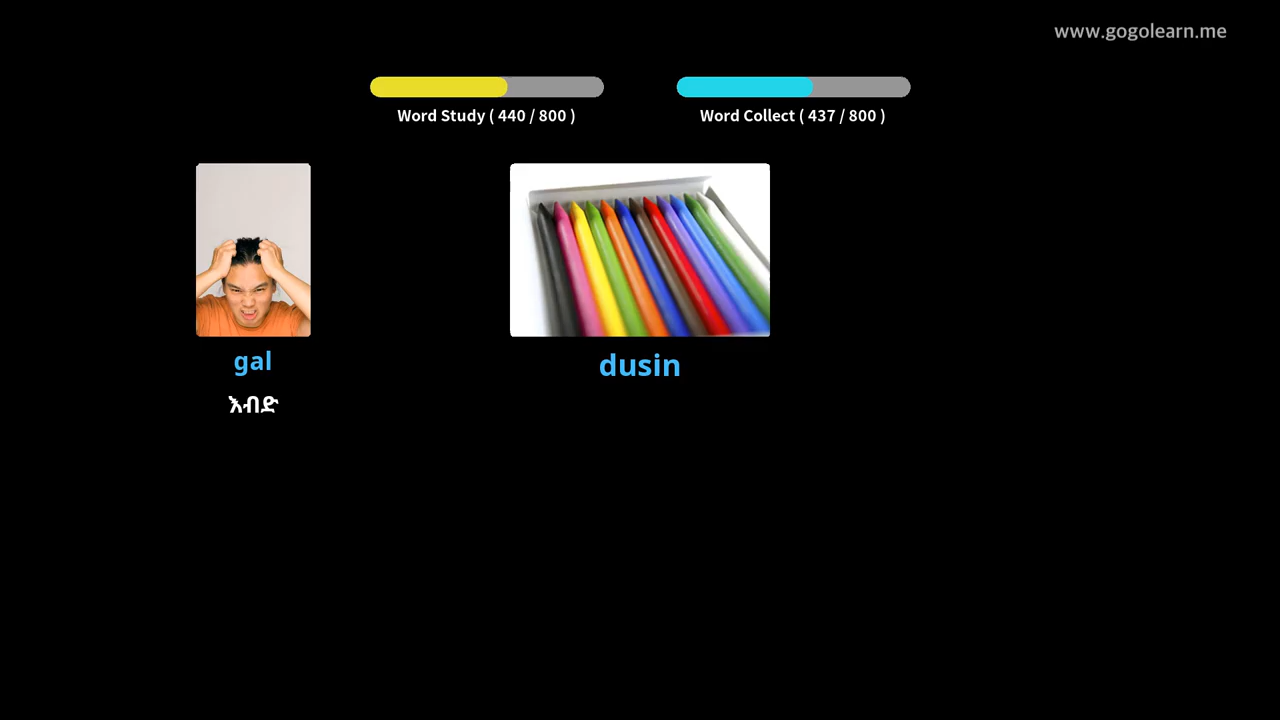 www.gogolearn.me
Word Study ( 440 / 800 )
Word Collect ( 437 / 800 )
gal
እብድ
dusin